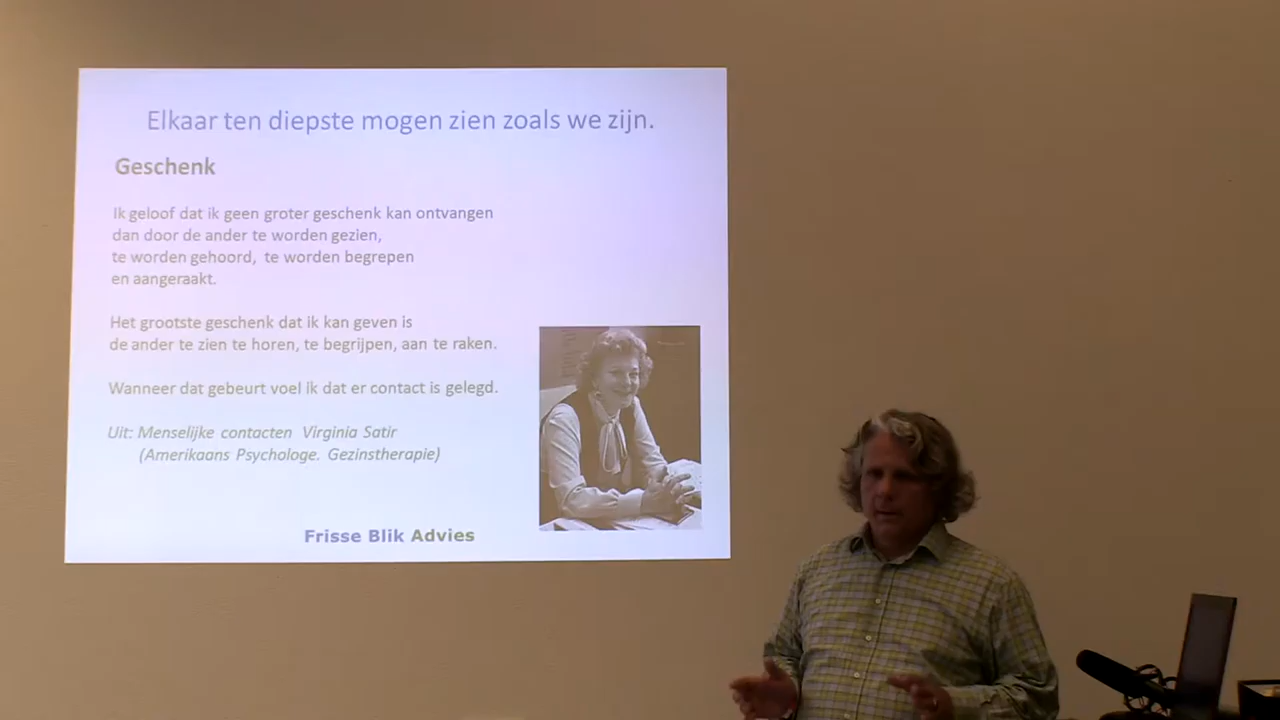 Elkaar ten diepste mogen zien zoals we zijn.
Geschenk
Ik geloof dat ik geen groter geschenk kan ontvangen
dan door de ander te worden gezien,
te worden gehoord, te worden begrepen
en aangeraakt.
Het grootste geschenk dat ik kan geven is
de ander te zien te horen, te begrijpen, aan te raken.
Wanneer dat gebeurt voel ik dat er contact is gelegd.
Uit: Menselijke contacten Virginia Satir
(Amerikaans Psychologe. Gezinstherapie)
Frisse Blik Advies